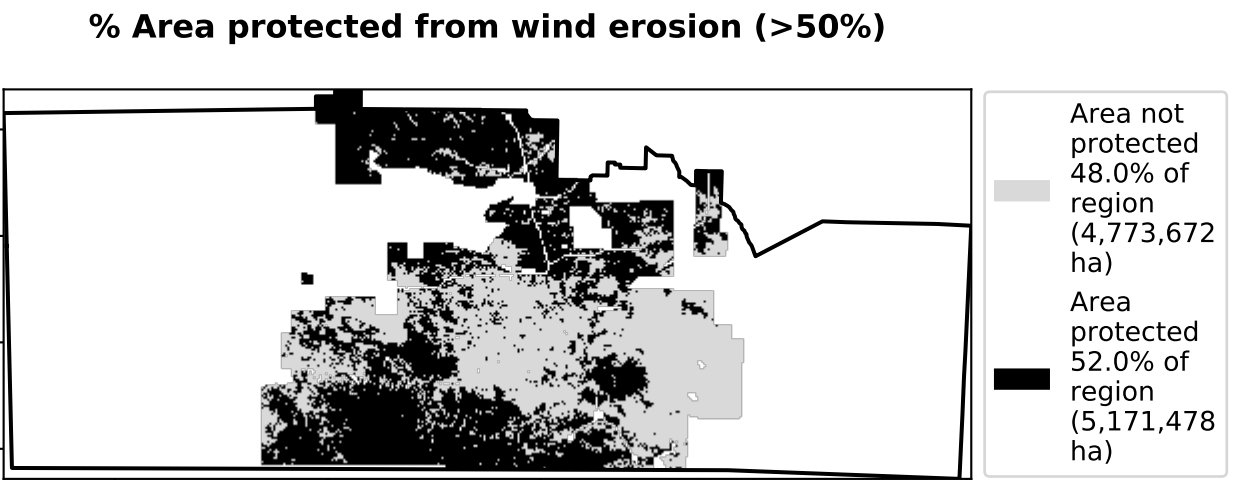 % Area protected from wind erosion (>50%)
Area not
protected
48.0% of
region
(4,773,672
ha)
Area
protected
52.0% of
region
(5,171,478
ha)